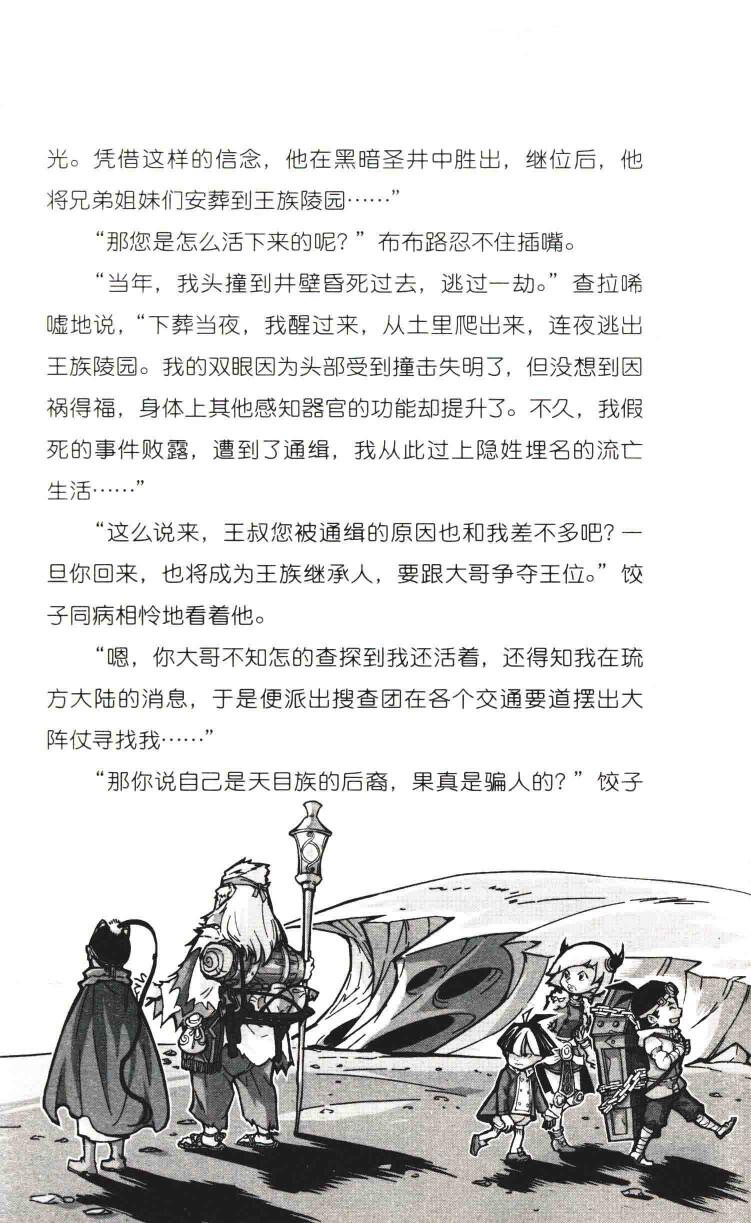 光。凭借这样的信念，他在黑暗圣井中胜出，继位后，他
将兄弟姐妹们安葬到王族陵园……”
“那您是怎么活下来的呢？”布布路忍不住插嘴。
“当年，我头撞到井壁昏死过去，逃过一劫。”查拉唏
嘘地说，“下葬当夜，我醒过来，从土里爬出来，连夜逃出
王族陵园。我的双眼因为头部受到撞击失明了，但没想到因
祸得福，身体上其他感知器官的功能却提升了。不久，我假
死的事件败露，遭到了通缉，我从此过上隐姓埋名的流亡
生活……”
“这么说来，王叔您被通缉的原因也和我差不多吧？一
旦你回来，也将成为王族继承人，要跟大哥争夺王位。”饺
子同病相怜地看着他。
“嗯，你大哥不知怎的查探到我还活着，还得知我在琉
方大陆的消息，于是便派出搜查团在各个交通要道摆出大
阵仗寻找我……”
“那你说自己是天目族的后裔，果真是骗人的？”饺子